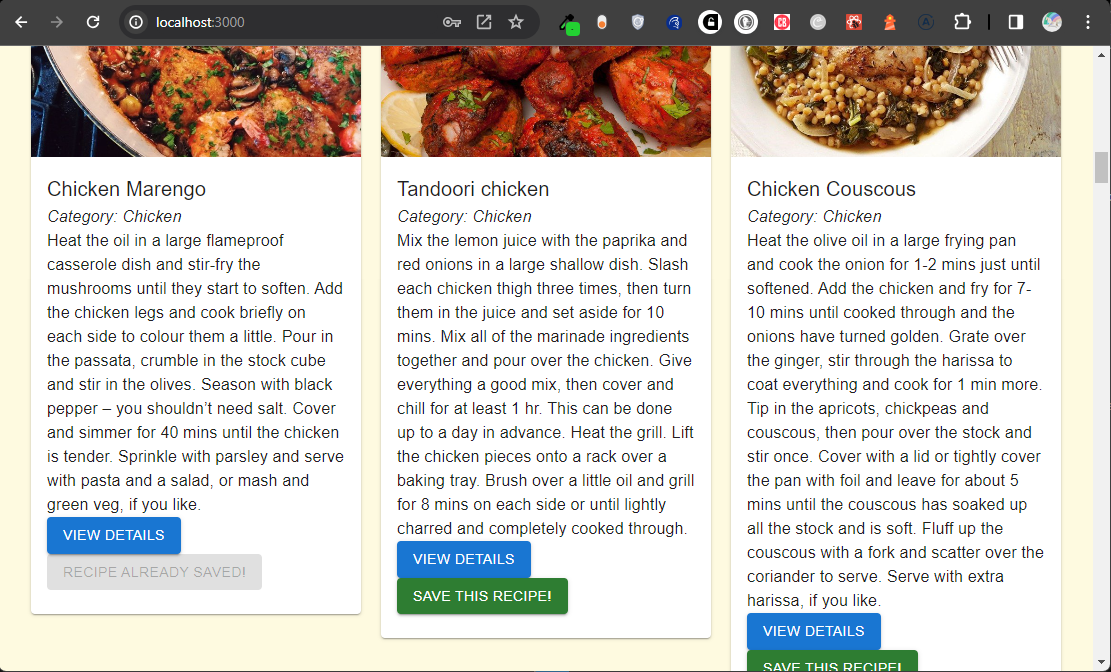 localhost:3000
Chicken Marengo
Category: Chicken
Heat the oil in a large flameproof
casserole dish and stir-fry the
mushrooms until they start to soften. Add
the chicken legs and cook briefly on
each side to colour them a little. Pour in
the passata, crumble in the stock cube
and stir in the olives. Season with black
pepper – you shouldn’t need salt. Cover
and simmer for 40 mins until the chicken
is tender. Sprinkle with parsley and serve
with pasta and a salad, or mash and
green veg, if you like.
VIEW DETAILS
RECIPE ALREADY SAVED!
Tandoori chicken
Category: Chicken
Mix the lemon juice with the paprika and
red onions in a large shallow dish. Slash
each chicken thigh three times, then turn
them in the juice and set aside for 10
mins. Mix all of the marinade ingredients
together and pour over the chicken. Give
everything a good mix, then cover and
chill for at least 1 hr. This can be done
up to a day in advance. Heat the grill. Lift
the chicken pieces onto a rack over a
baking tray. Brush over a little oil and grill
for 8 mins on each side or until lightly
charred and completely cooked through.
VIEW DETAILS
SAVE THIS RECIPE!
Chicken Couscous
Category: Chicken
Heat the olive oil in a large frying pan
and cook the onion for 1-2 mins just until
softened. Add the chicken and fry for 7-
10 mins until cooked through and the
onions have turned golden. Grate over
the ginger, stir through the harissa to
coat everything and cook for 1 min more.
Tip in the apricots, chickpeas and
couscous, then pour over the stock and
stir once. Cover with a lid or tightly cover
the pan with foil and leave for about 5
mins until the couscous has soaked up
all the stock and is soft. Fluff up the
couscous with a fork and scatter over the
coriander to serve. Serve with extra
harissa, if you like.
VIEW DETAILS
SAVE THIS RECIPE!